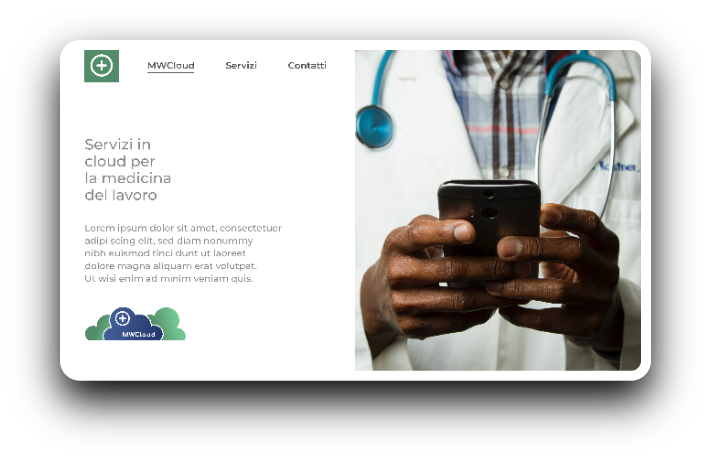 MWCloud Servizi Contatti
Servizi in
cloud per
la medicina
del lavoro
Lorem ipsum dolor sit amet, consectetuer
adipi scing elit, sed diam nonummy
nibh euismod tinci dunt ut laoreet
dolore magna aliquam erat volutpat.
Ut wisi enim ad minim veniam quis.
MWCloud